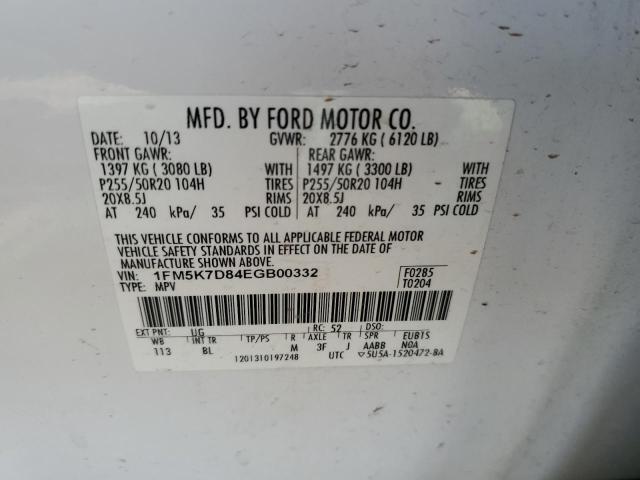 MFD. BY FORD MOTOR CO.
DATE: 10/13 GVWR: 2776 KG ( 6120 LB)
FRONT GAWR: REAR GAWR:
1397 KG ( 3080 LB) WITH 1497 KG ( 3300 LB) WITH
P255/50R20 104H TIRES P255/50R20 104H TIRES
20X8.5J RIMS 20X8.5J RIMS
AT 240 kPa/ 35 PSI COLD AT 240 kPa/ 35 PSI COLD
THIS VEHICLE CONFORMS TO ALL APPLICABLE FEDERAL MOTOR
VEHICLE SAFETY STANDARDS IN EFFECT ON THE DATE OF
MANUFACTURE SHOWN ABOVE.
VIN: 1FM5K7D84EGB00332 F0285
TYPE: MPV T0204
EXT PNT: UG RC: 52 DSO:
WB INT TR TP/PS R AXLE TR SPR EUB1S
113 BL M 3F J AABB NOA
1201310197248 UTC ▽5U5A-1520472-BA